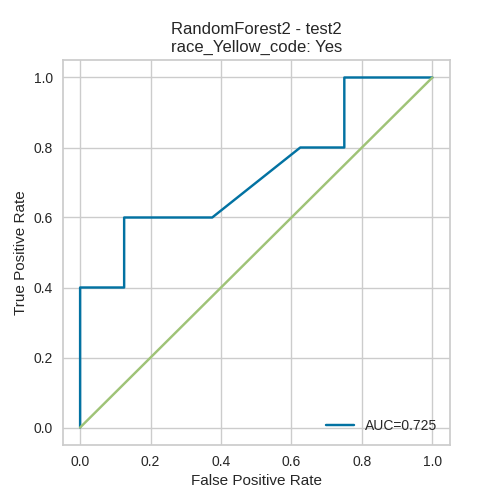 RandomForest2 - test2
race_Yellow_code: Yes
True Positive Rate
1.0
0.8
0.6
0.4
0.2
0.0
AUC=0.725
0.0 0.2 0.4 0.6 0.8 1.0
False Positive Rate